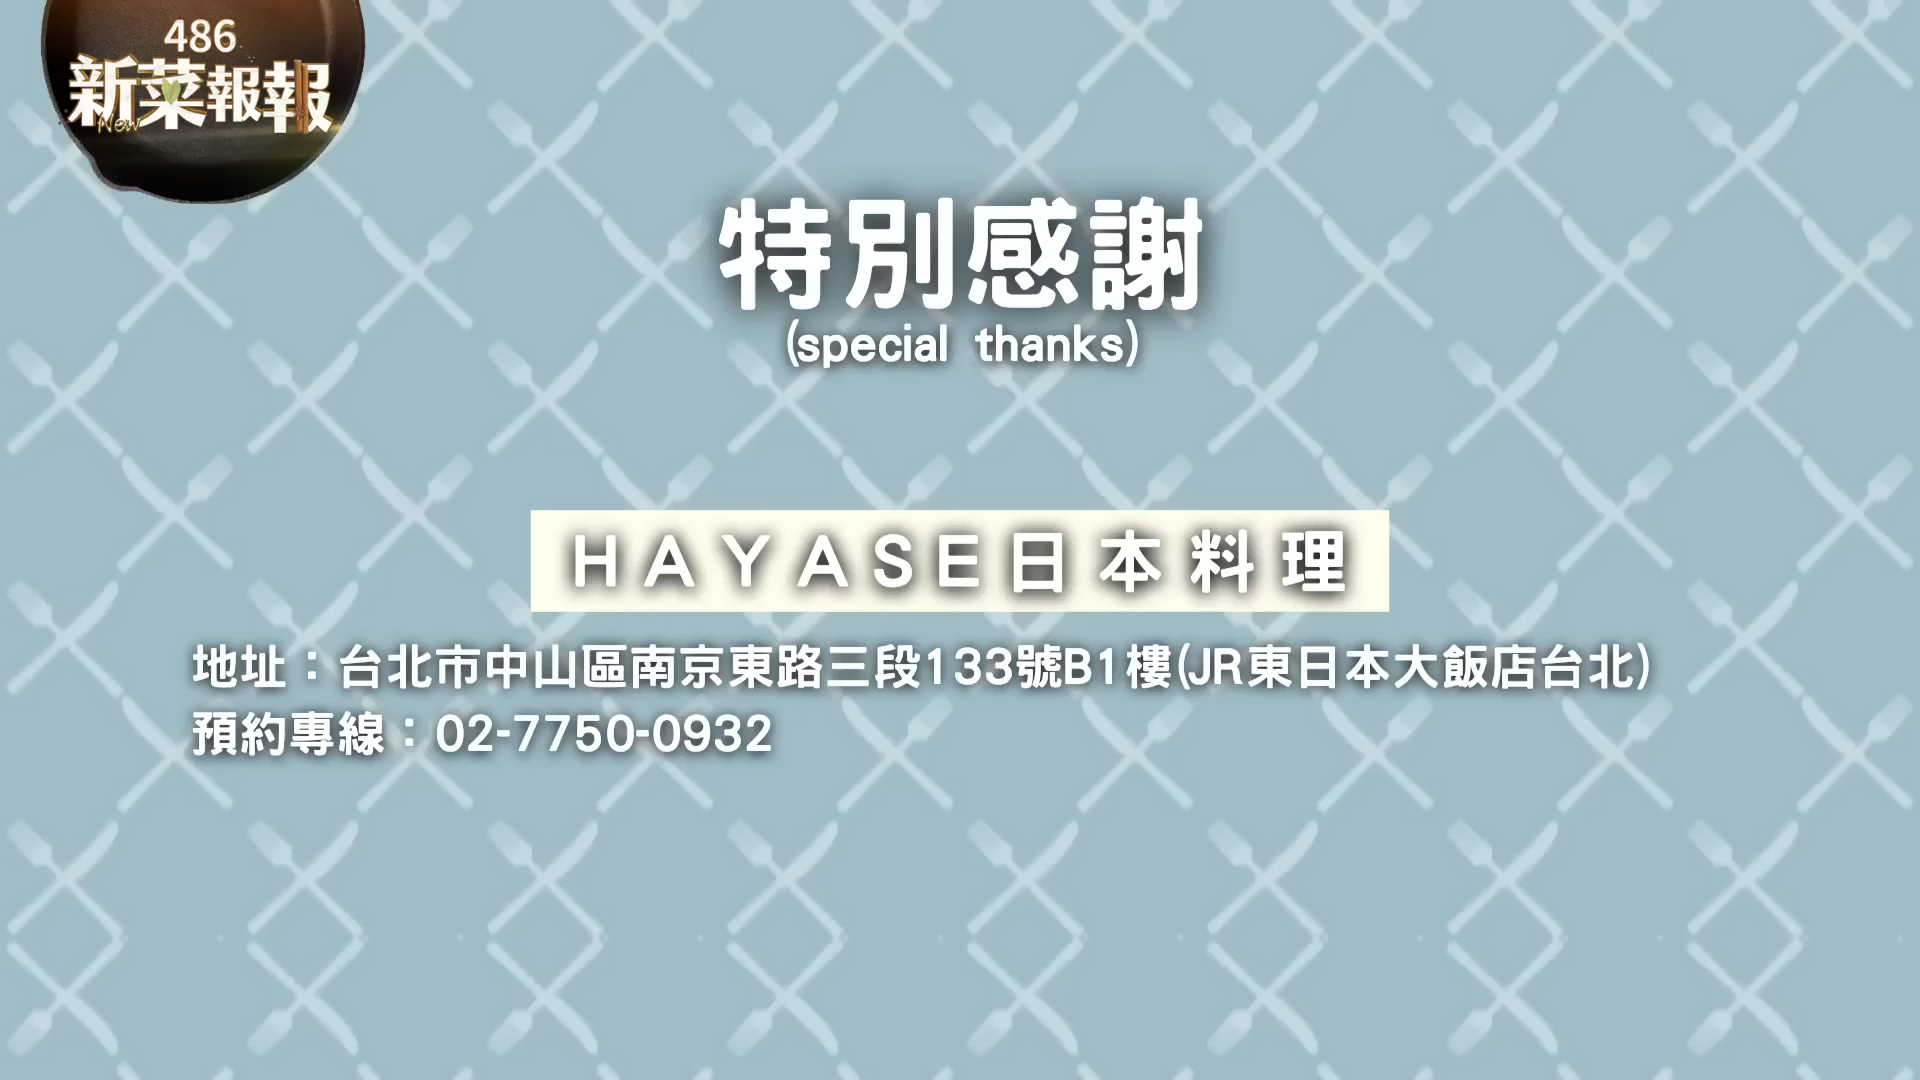 486
新菜報報
New
特別感謝
(special thanks)
HAYASE日本料理
地址：台北市中山區南京東路三段133號B1樓(JR東日本大飯店台北)
預約專線：02-7750-0932